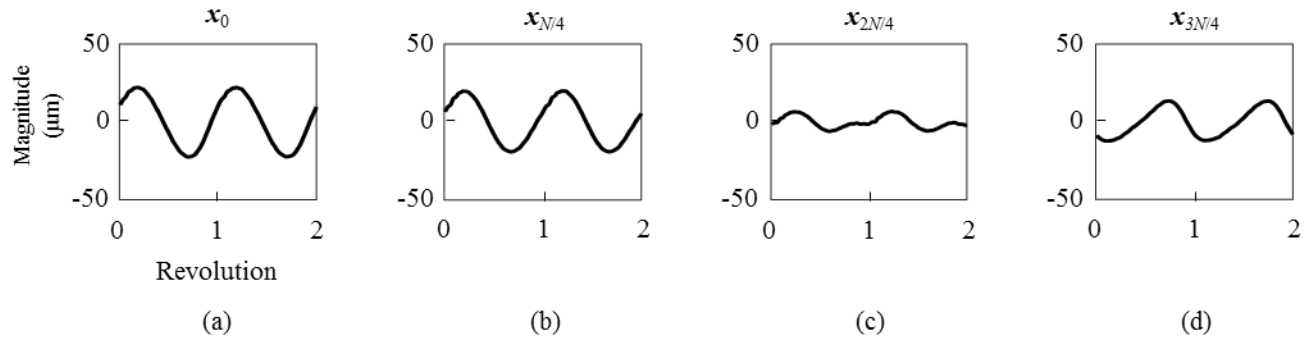 x0 xN/4 x2N/4 x3N/4
50 50 50 50
Magnitude
(μm)
0 0 0 0
-50 -50 -50 -50
0 1 2 0 1 2 0 1 2 0 1 2
Revolution
(a) (b) (c) (d)